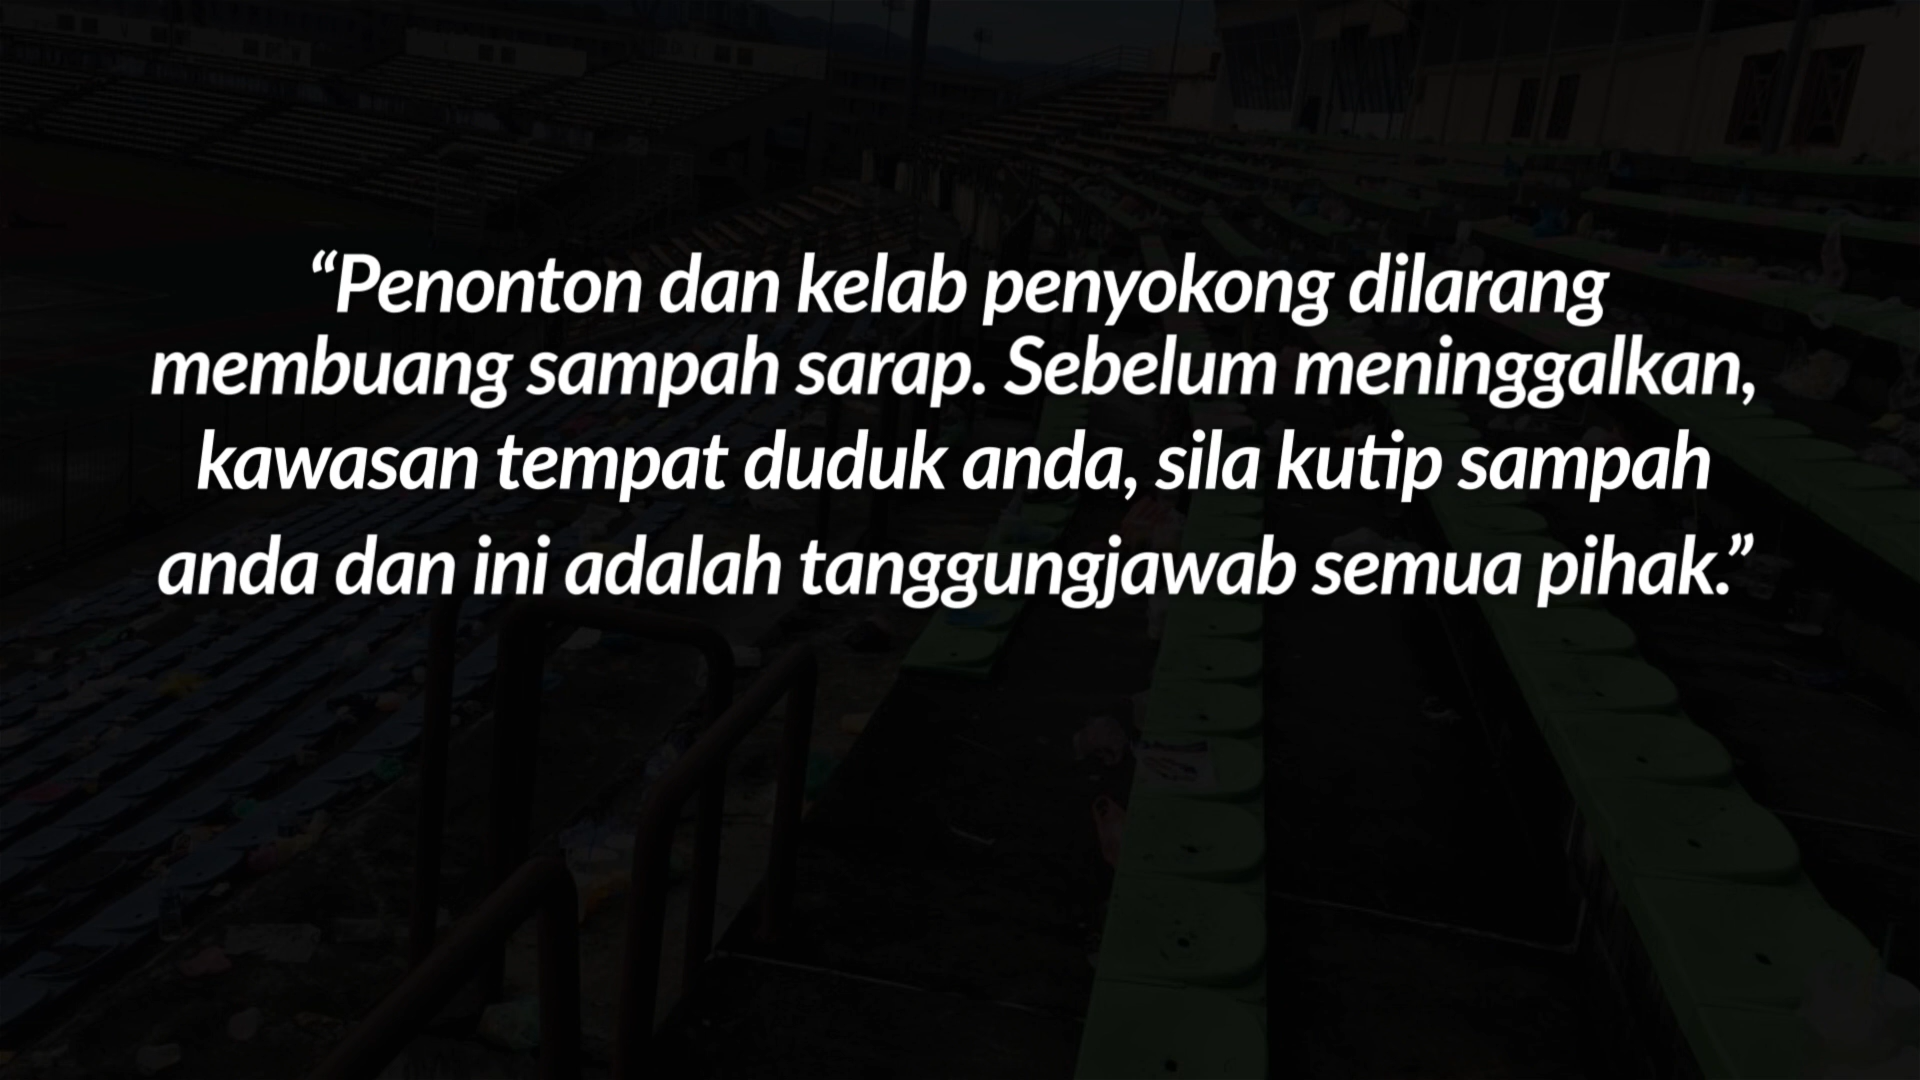 “Penonton dan kelab penyokong dilarang
membuang sampah sarap. Sebelum meninggalkan,
kawasan tempat duduk anda, sila kutip sampah
anda dan ini adalah tanggungjawab semua pihak.”